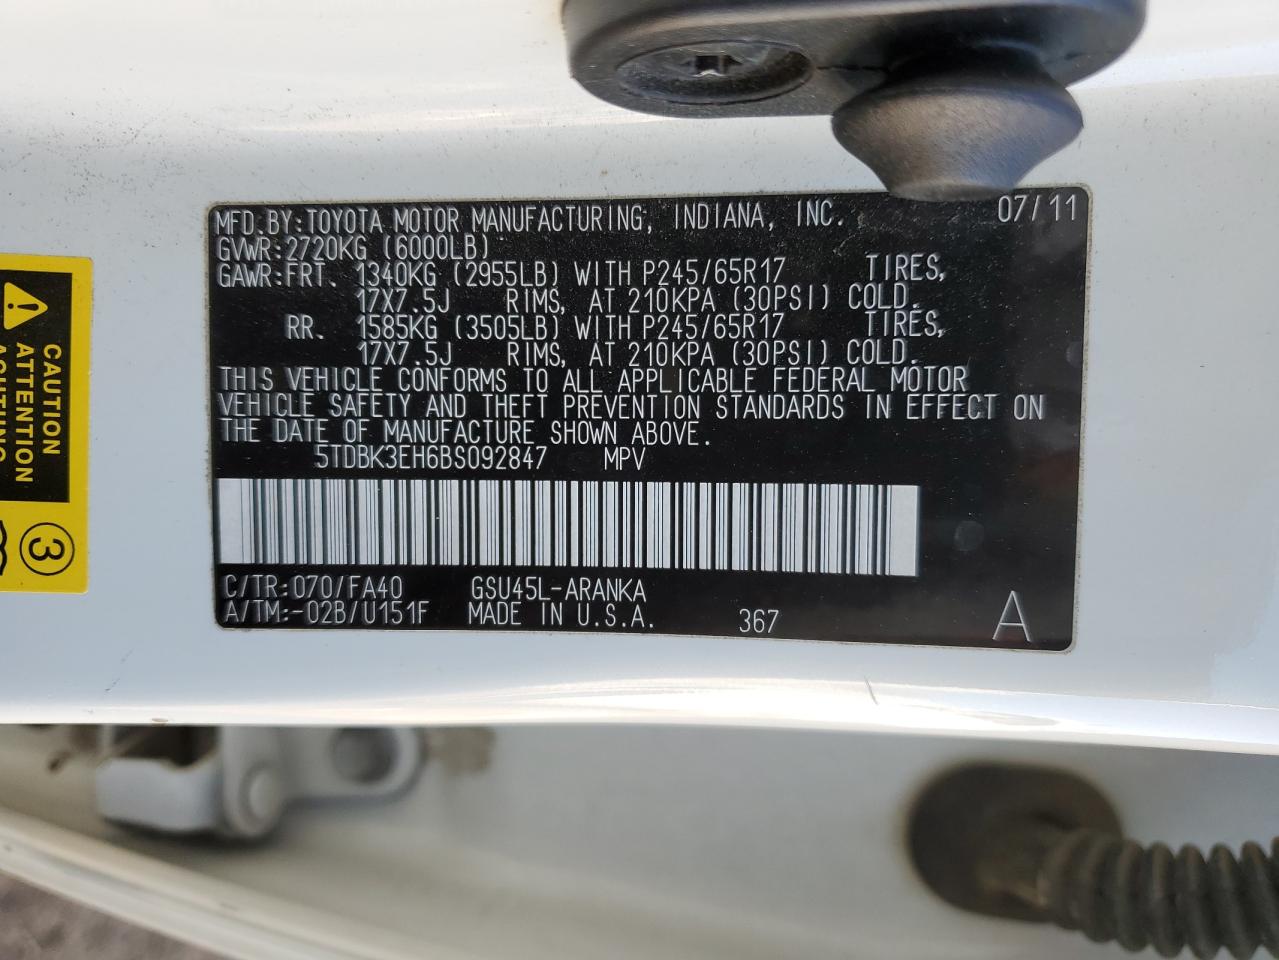 MFD.BY:TOYOTA MOTOR MANUFACTURING, INDIANA, INC. 07/11
GVWR:2720KG (6000LB)
GAWR:FRT. 1340KG (2955LB) WITH P245/65R17 TIRES,
17X7.5J RIMS, AT 210KPA (30PSI) COLD.
RR. 1585KG (3505LB) WITH P245/65R17 TIRES,
17X7.5J RIMS, AT 210KPA (30PSI) COLD.
THIS VEHICLE CONFORMS TO ALL APPLICABLE FEDERAL MOTOR
VEHICLE SAFETY AND THEFT PREVENTION STANDARDS IN EFFECT ON
THE DATE OF MANUFACTURE SHOWN ABOVE.
5TDBK3EH6BS092847 MPV
C/TR:070/FA40 GSU45L-ARANKA
A/TM:-02B/U151F MADE IN U.S.A. 367 A
CAUTION
ATTENTION
3